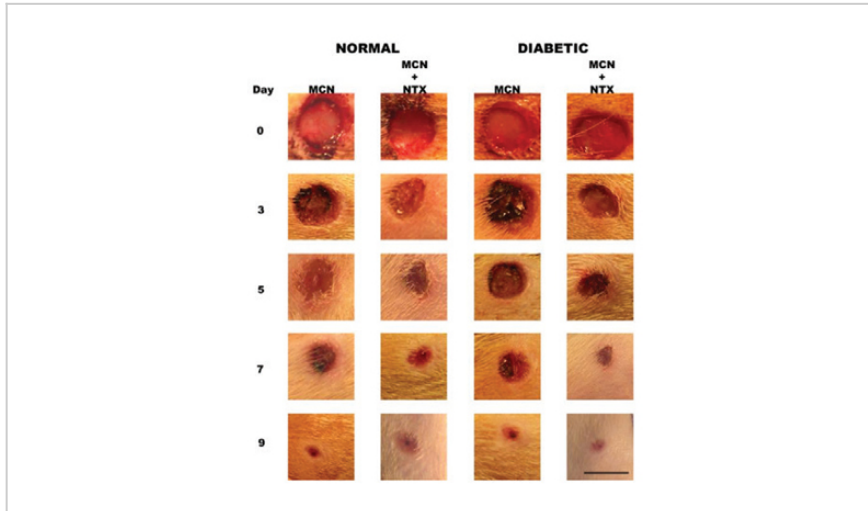 NORMAL DIABETIC
MCN + NTX MCN + NTX
Day MCN MCN
0
3
5
7
9